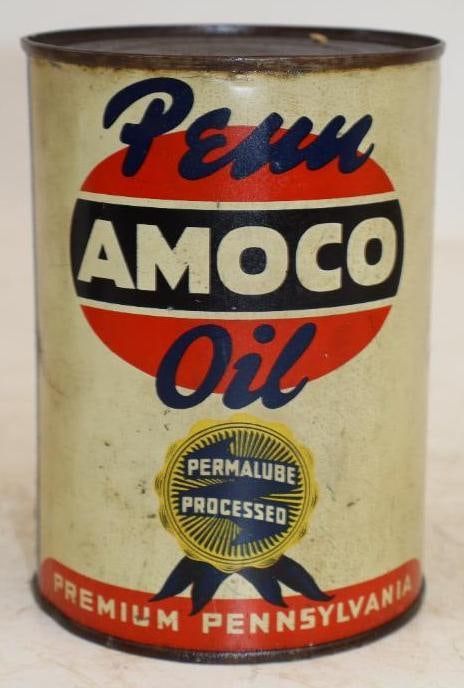 Penn
AMOCO
Oil
PERMALUBE
PROCESSED
PREMIUM PENNSYLVANIA